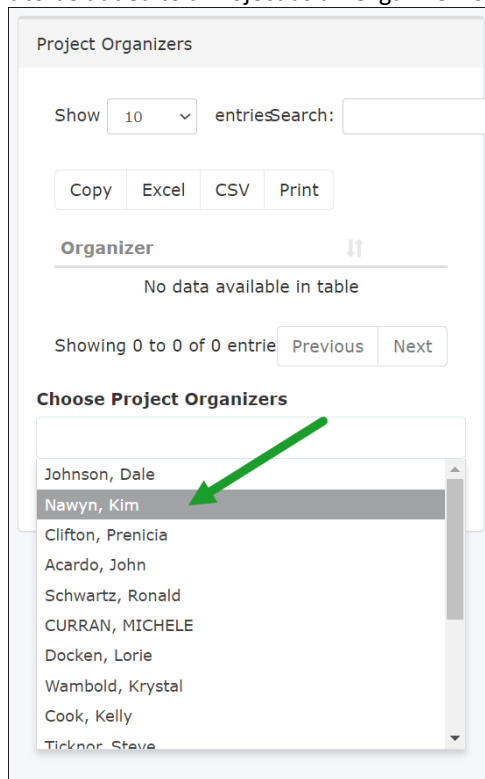 Project Organizers
Show 10 entries Search:
Copy Excel CSV Print
Organizer
No data available in table
Showing 0 to 0 of 0 entrie Previous Next
Choose Project Organizers
Johnson, Dale
Nawyn, Kim
Clifton, Prenicia
Acardo, John
Schwartz, Ronald
CURRAN, MICHELE
Docken, Lorie
Wambold, Krystal
Cook, Kelly
Ticknor, Steve